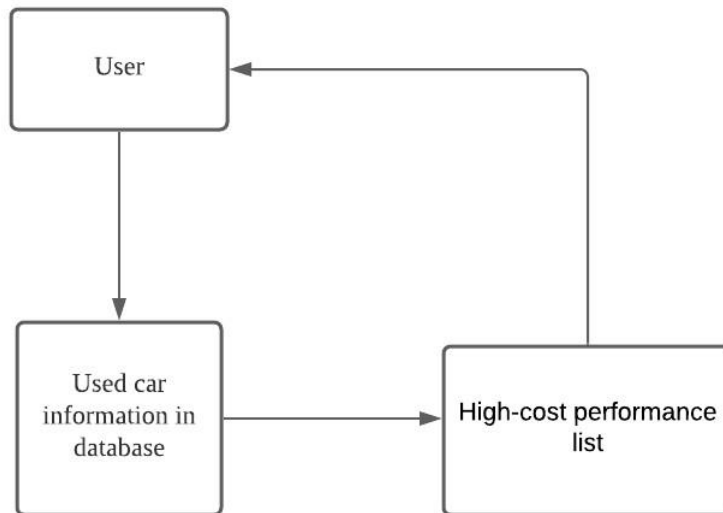 User
Used car
information in
database
High-cost performance
list